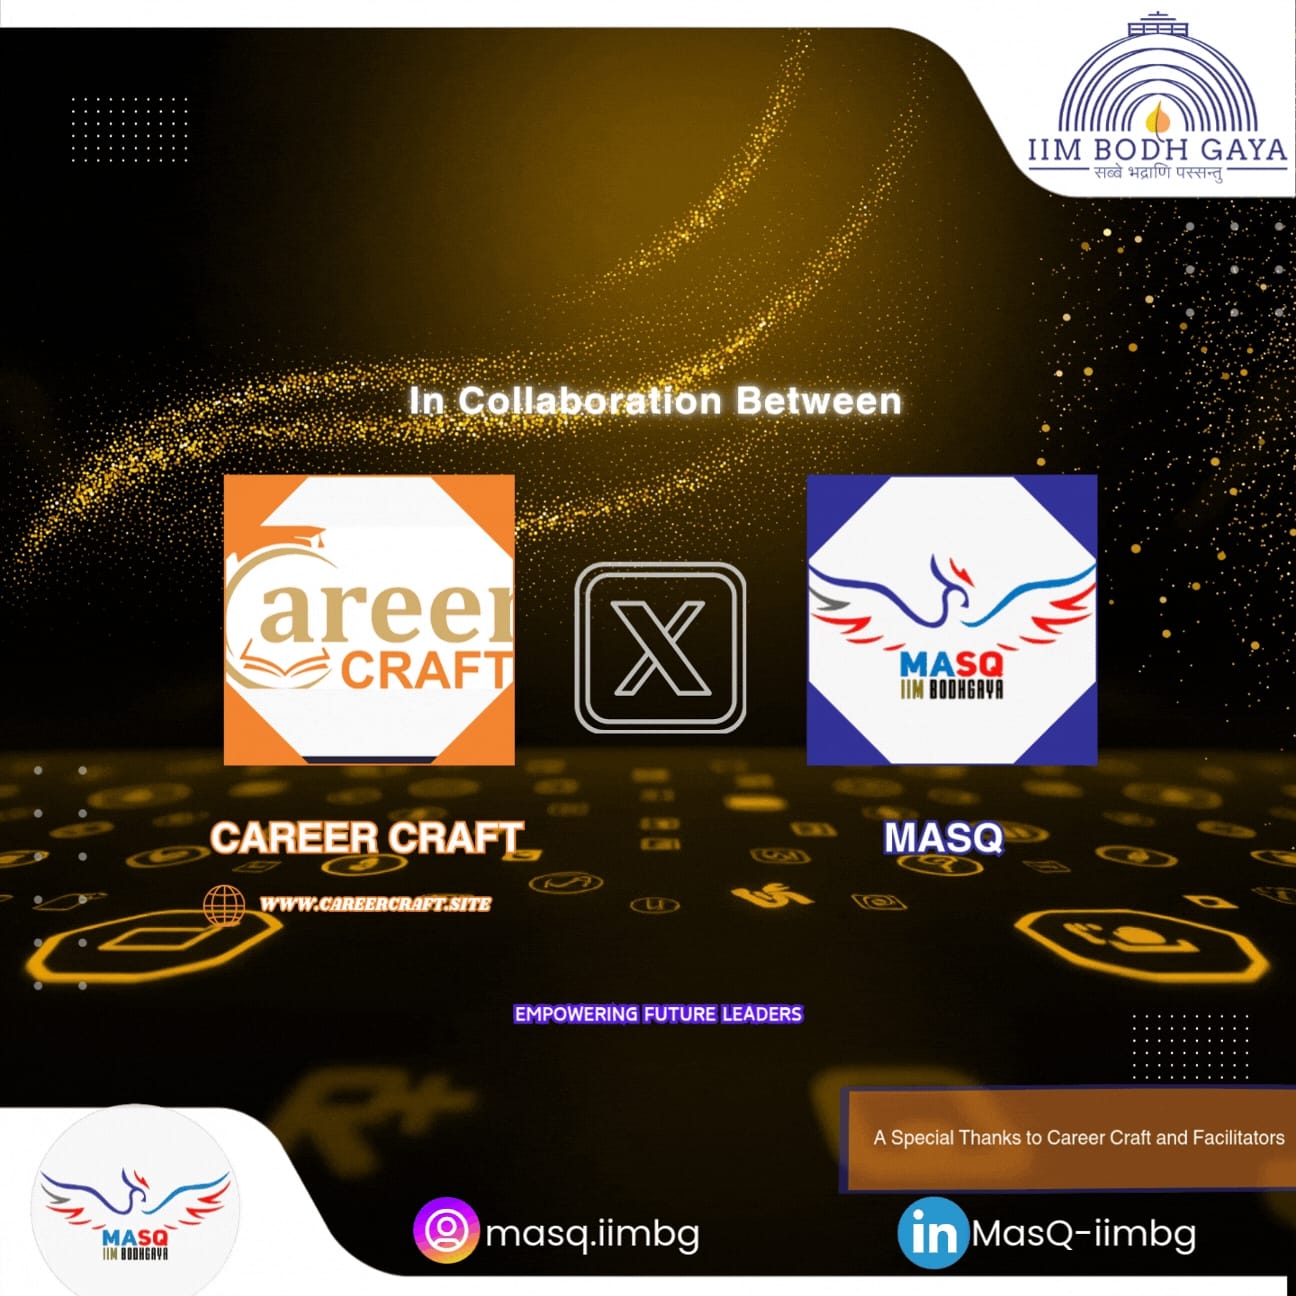 IIM BODH GAYA
सब्बे भद्राणि पस्सन्तु
In Collaboration Between
Career
CRAFT
X
MASQ
IIM BODHGAYA
CAREER CRAFT
MASQ
WWW.CAREERCRAFT.SITE
EMPOWERING FUTURE LEADERS
A Special Thanks to Career Craft and Facilitators
MASQ
IIM BODHGAYA
masq.iimbg
in MasQ-iimbg